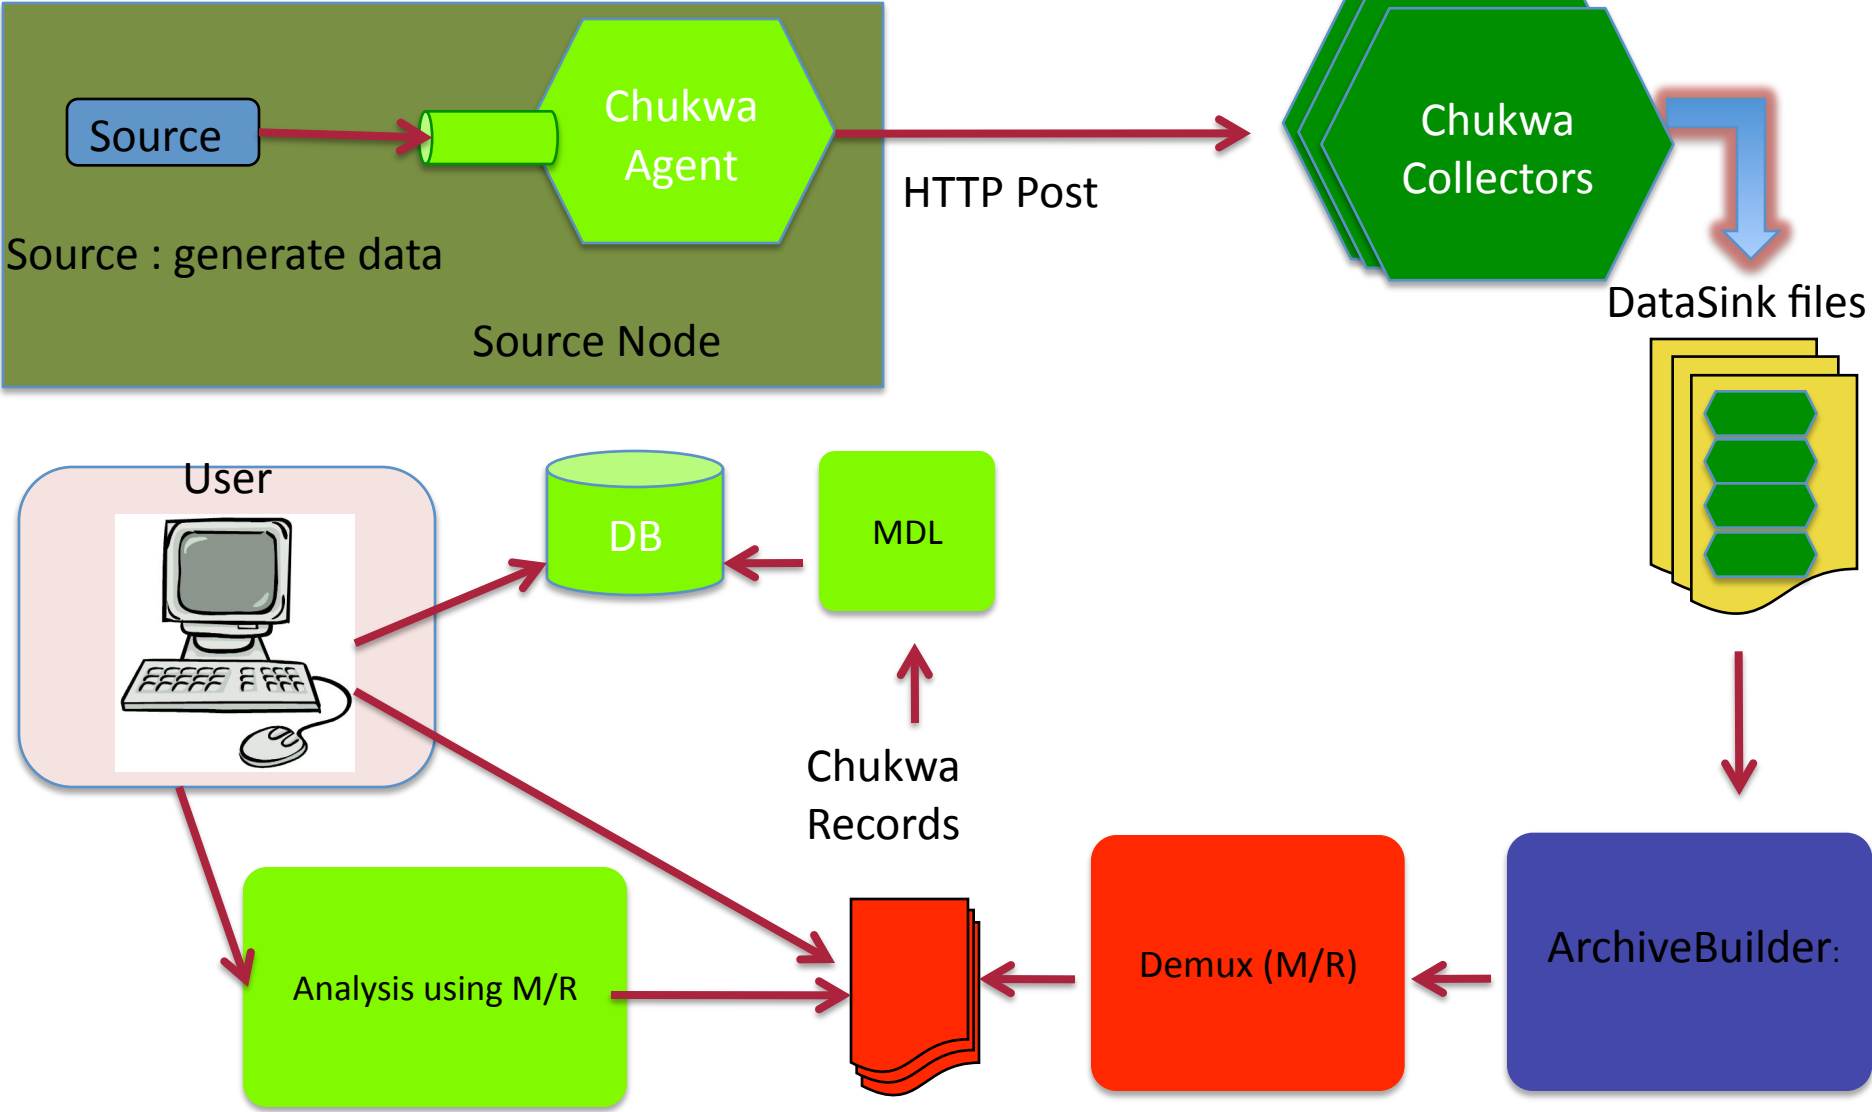 Source
Chukwa
Agent
HTTP Post
Chukwa
Collectors
Source : generate data
Source Node
DataSink files
User
DB
MDL
Chukwa
Records
Analysis using M/R
Demux (M/R)
ArchiveBuilder: